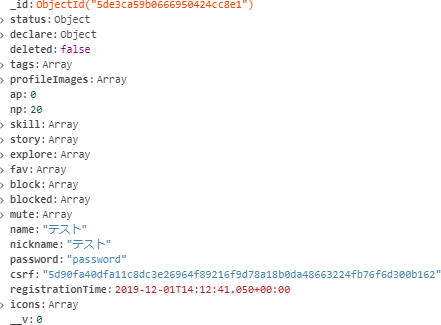 _id: ObjectId("5de3ca59b0666950424cc8e1")
> status: Object
> declare: Object
deleted: false
> tags: Array
> profileImages: Array
ap: 0
np: 20
> skill: Array
> story: Array
> explore: Array
> fav: Array
> block: Array
> blocked: Array
> mute: Array
name: "テスト"
nickname: "テスト"
password: "password"
csrf: "5d90fa40dfa11c8dc3e26964f89216f9d78a18b0da48663224fb76f6d300b162"
registrationTime: 2019-12-01T14:12:41.050+00:00
> icons: Array
__v: 0